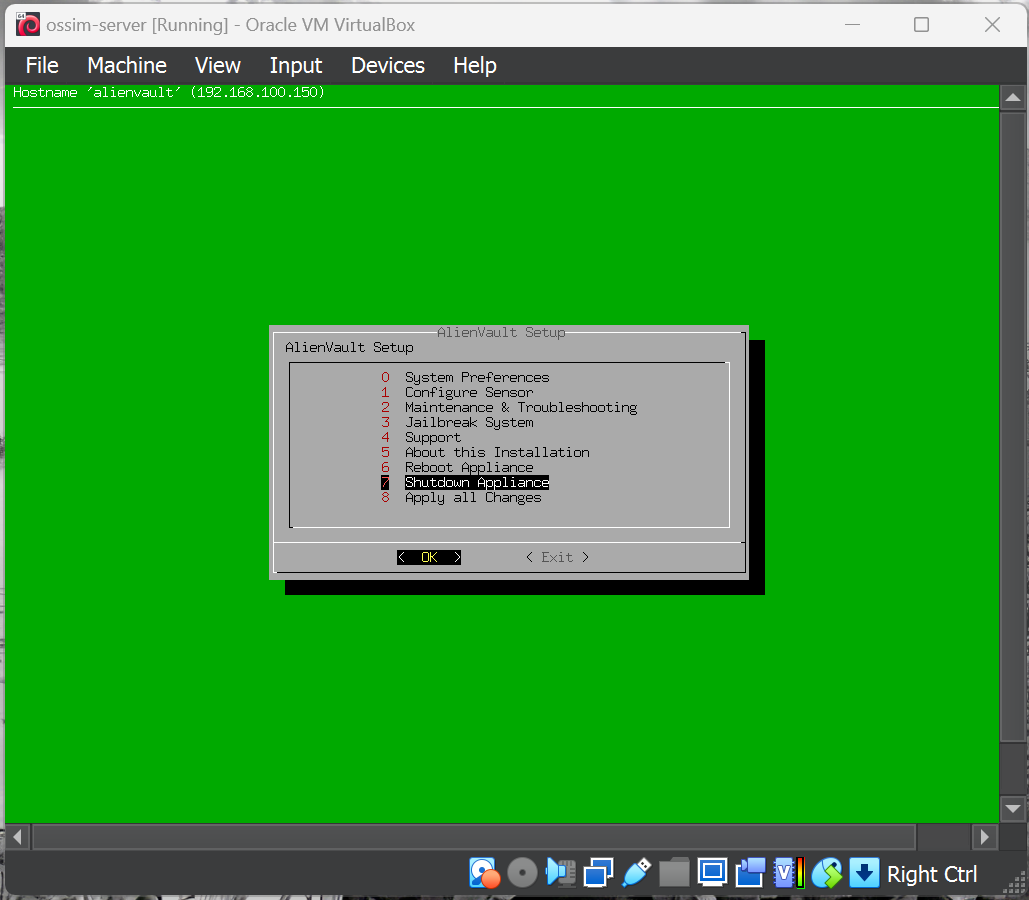 ossim-server [Running] - Oracle VM VirtualBox
File Machine View Input Devices Help
Hostname 'alienvault' (192.168.100.150)
AlienVault Setup
AlienVault Setup
0 System Preferences
1 Configure Sensor
2 Maintenance & Troubleshooting
3 Jailbreak System
4 Support
5 About this Installation
6 Reboot Appliance
7 Shutdown Appliance
8 Apply all Changes
< OK > < Exit >
Right Ctrl